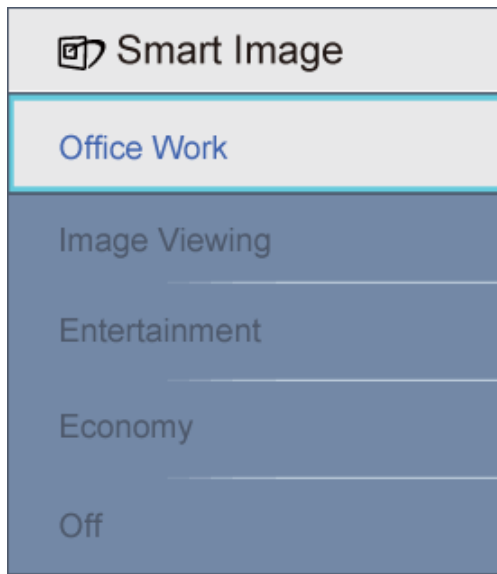 Smart Image
Office Work
Image Viewing
Entertainment
Economy
Off